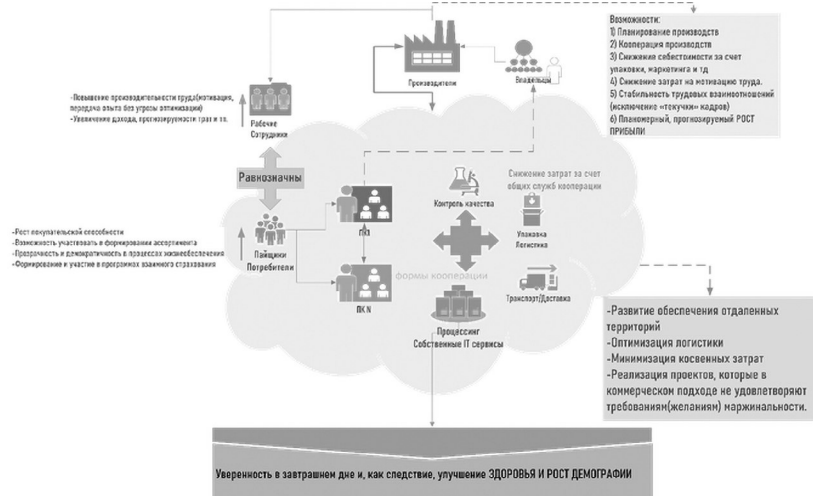 Возможности:
1) Планирование производств
2) Кооперация производств
3) Снижение себестоимости за счет
упаковки, маркетинга и тд
4) Снижение затрат на мотивацию труда.
5) Стабильность трудовых взаимоотношений
(исключение «текучки» кадров)
6) Планомерный, прогнозируемый РОСТ
ПРИБЫЛИ
Производители
Владельцы
-Повышение производительности труда(мотивация,
передача опыта без угрозы оптимизации)
-Увеличение дохода, прогнозируемости трат и тп.
Рабочие
Сотрудники
Равнозначны
-Рост покупательской способности
-Возможность участвовать в формировании ассортимента
-Прозрачность и демократичность в процессах жизнеобеспечения
-Формирование и участие в программах взаимного страхования
Пайщики
Потребители
ПК1
ПК N
Снижение затрат за счет
общих служб кооперации
Контроль качества
Упаковка
Логистика
формы кооперации
Транспорт/Доставка
Процессинг
Собственные IT сервисы
-Развитие обеспечения отдаленных
территорий
-Оптимизация логистики
-Минимизация косвенных затрат
-Реализация проектов, которые в
коммерческом подходе не удовлетворяют
требованиям(желаниям) маржинальности.
Уверенность в завтрашнем дне и, как следствие, улучшение ЗДОРОВЬЯ И РОСТ ДЕМОГРАФИИ